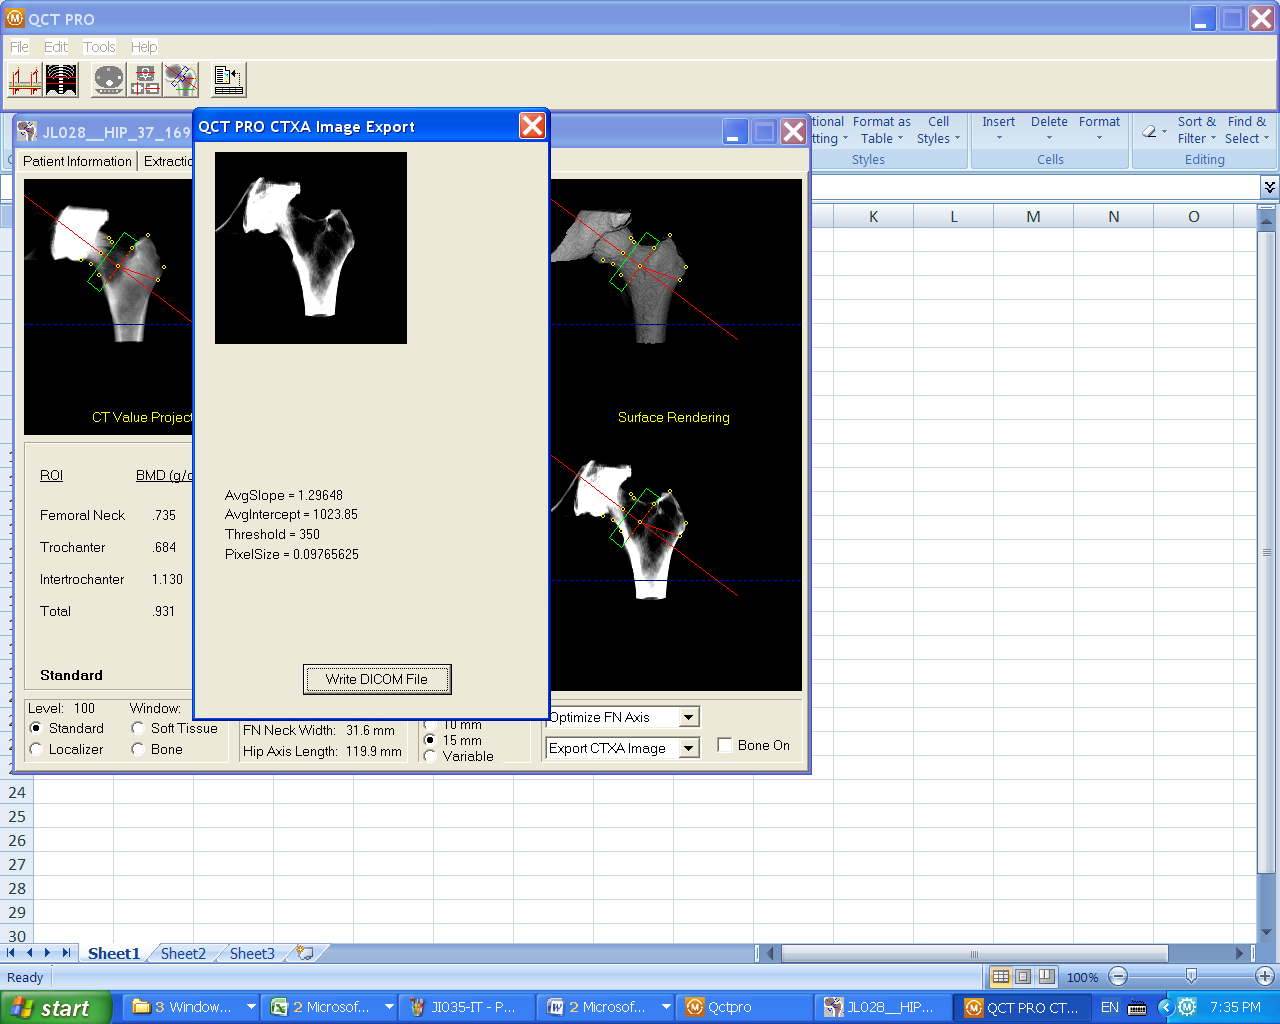 QCT PRO
File Edit Tools Help
JL028__HIP_37_169
QCT PRO CTXA Image Export
Patient Information
CT Value
Surface Rendering
ROI
BMD
Femoral Neck .735
Trochanter .684
Intertrochanter 1.130
Total .931
Standard
AvgSlope = 1.29648
AvgIntercept = 1023.85
Threshold = 350
PixelSize = 0.09765625
Write DICOM File
Level: 100 Window:
Standard Soft Tissue
Localizer Bone
FN Neck Width: 31.6 mm
Hip Axis Length: 119.9 mm
10 mm
15 mm
Variable
Optimize FN Axis
Export CTXA Image
Bone On
Format as Table
Cell Styles
Styles
Insert Delete Format
Cells
Sort & Filter
Find & Select
Editing
K L M N O
24
25
26
27
28
29
30
Sheet1 Sheet2 Sheet3
Ready
100%
start
3 Window...
2 Microsof...
JI035-IT - P...
2 Microsof...
Qctpro
JL028__HIP...
QCT PRO CT...
EN
7:35 PM